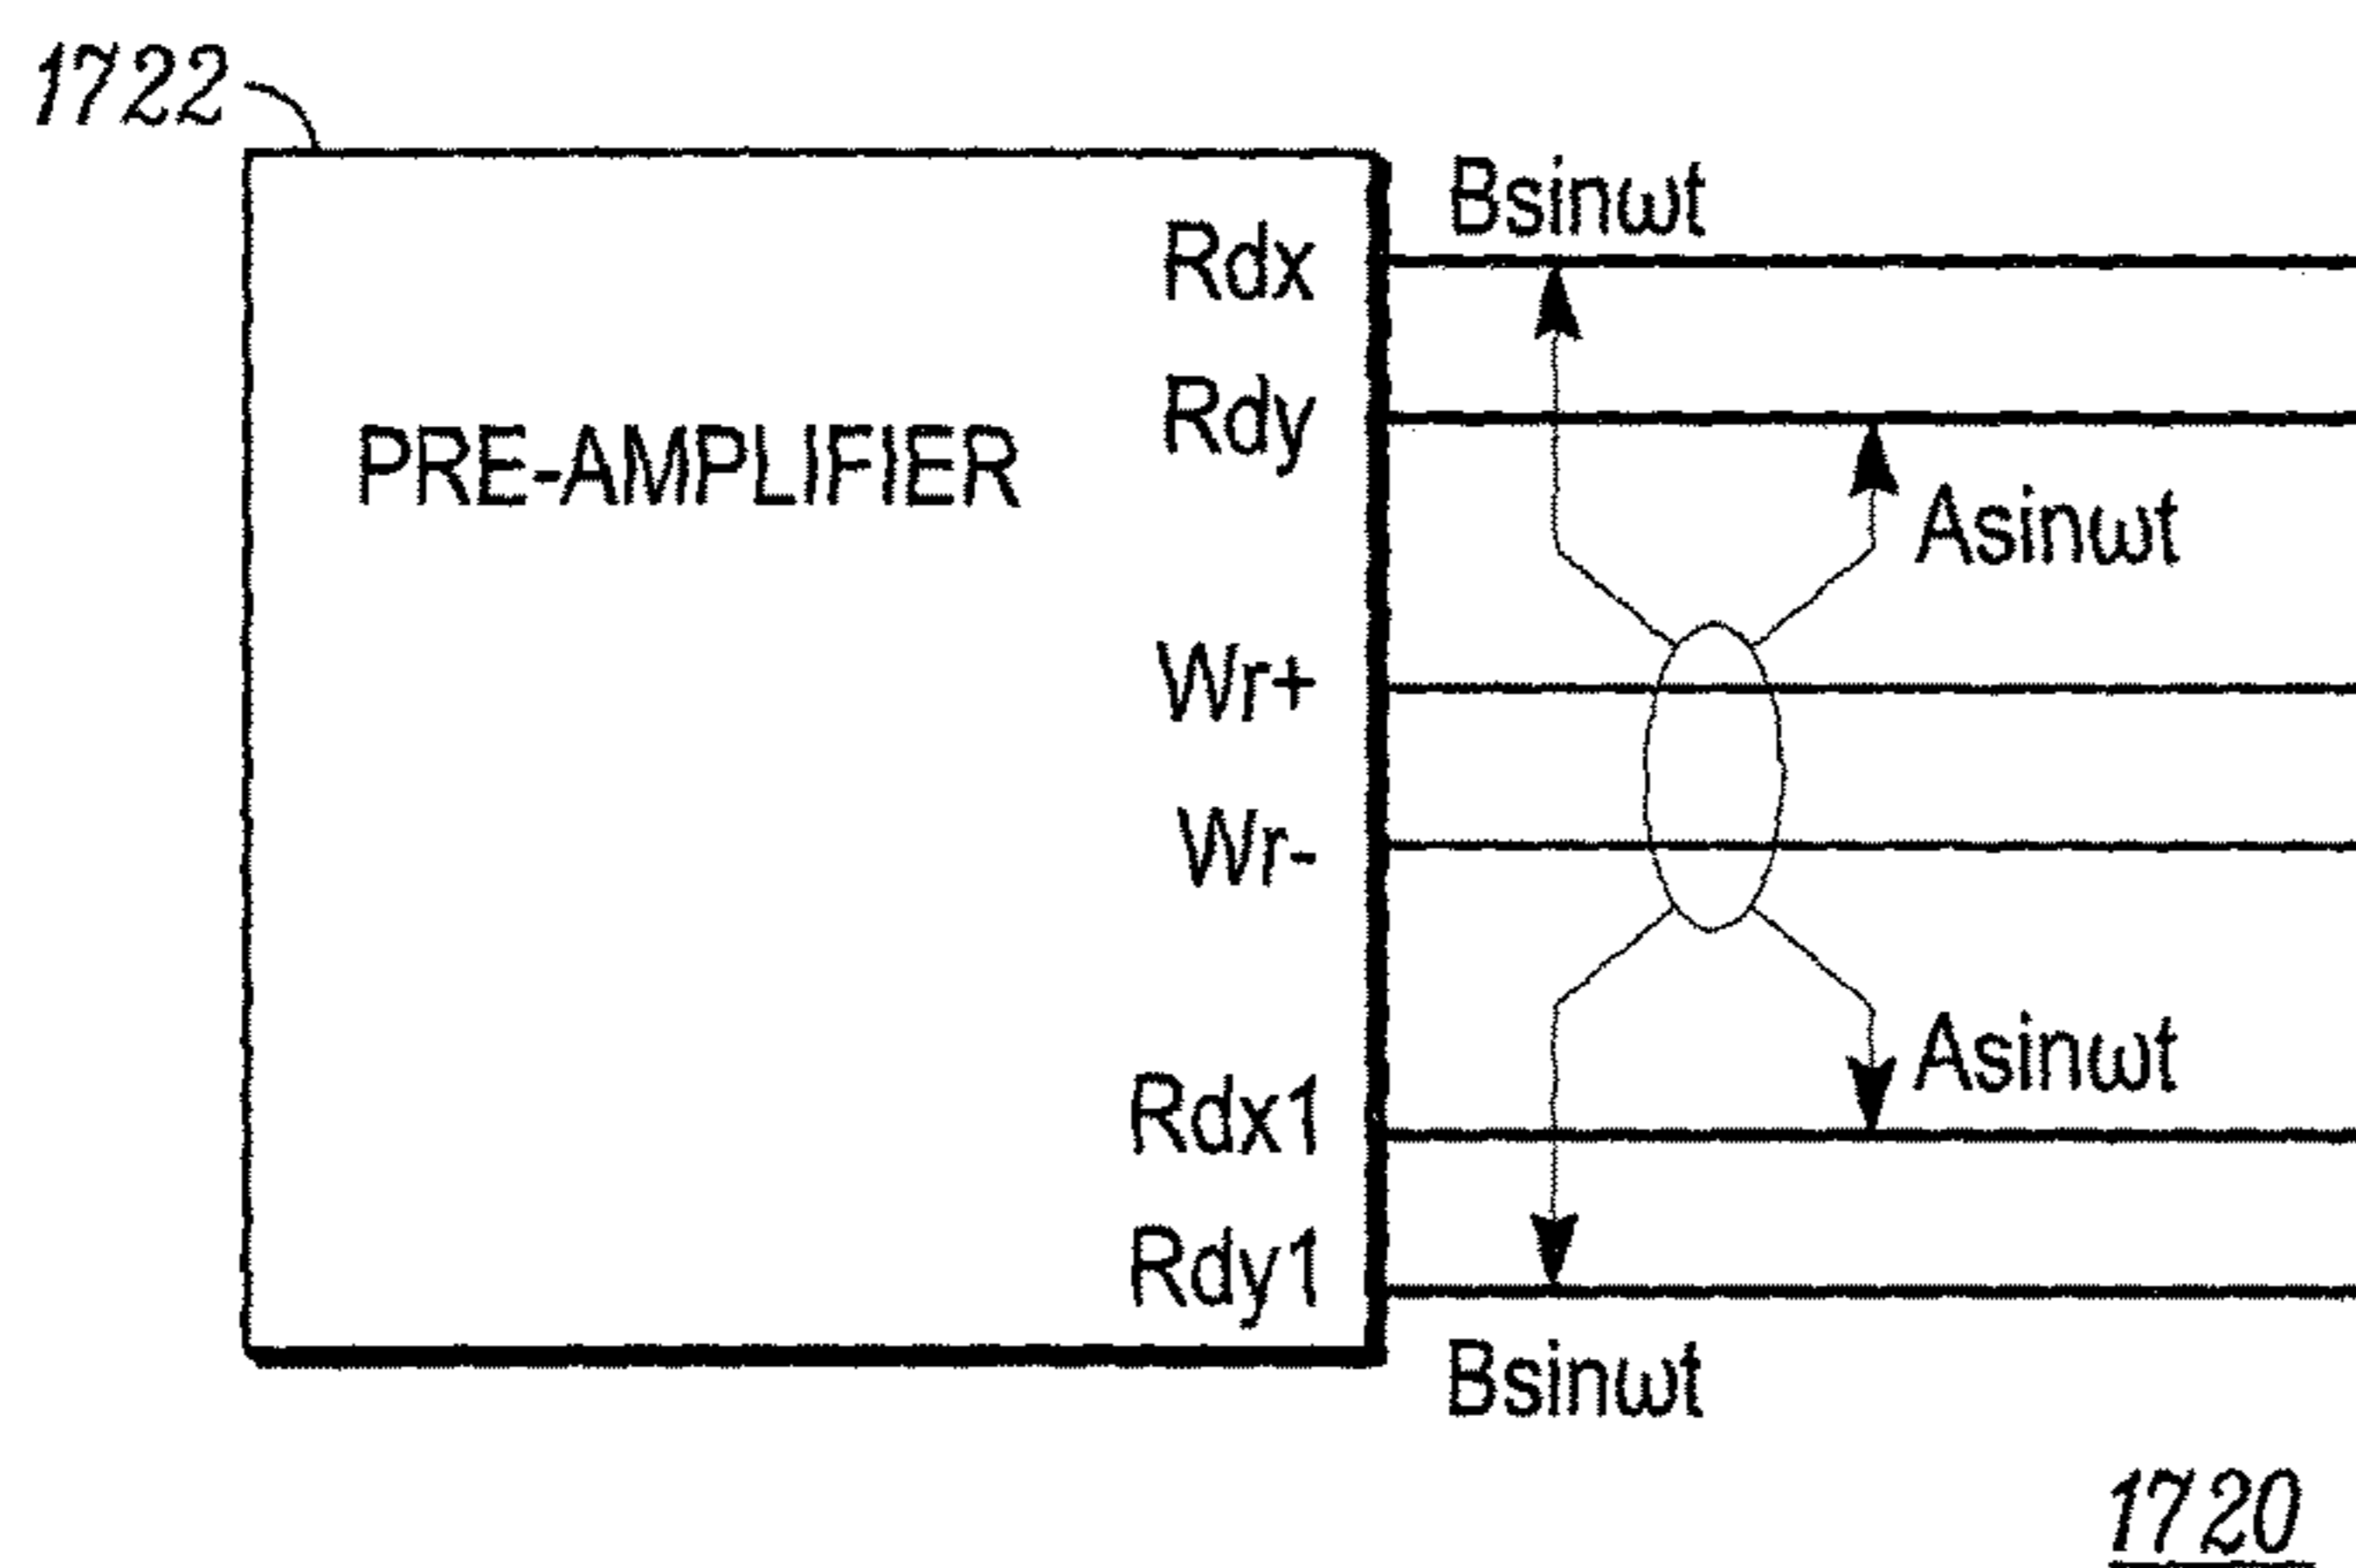 1722
Bsinωt
Rdx
Rdy
PRE-AMPLIFIER
Asinωt
Wr+
Wr-
Asinωt
Rdx1
Rdy1
Bsinωt
1720